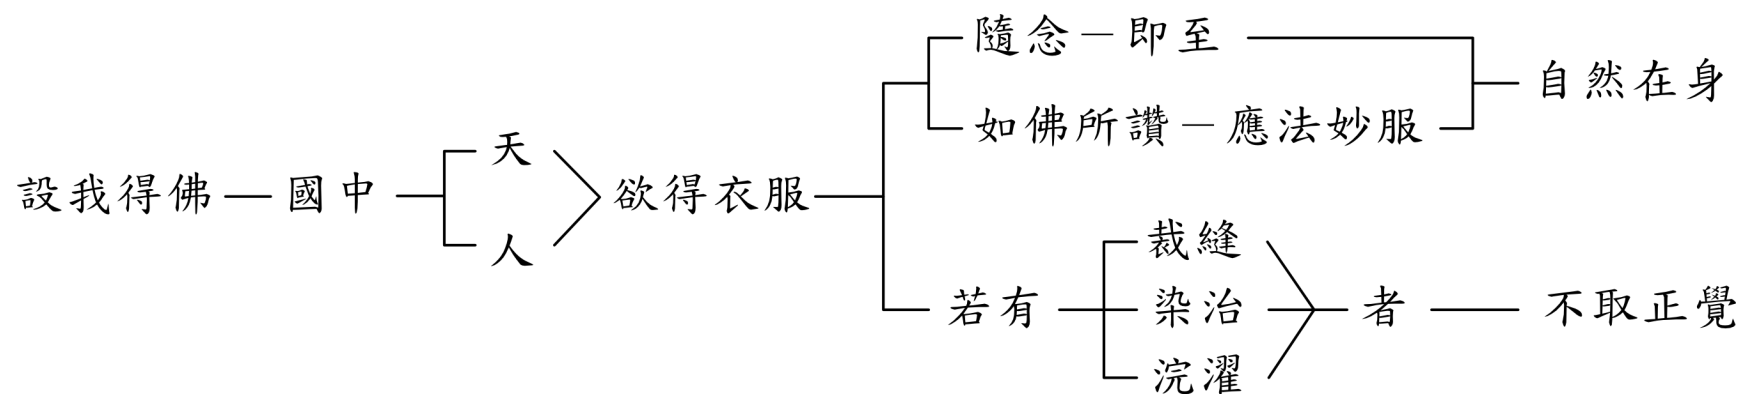 設我得佛
國中
天
人
欲得衣服
隨念
即至
如佛所讚
應法妙服
自然在身
若有
裁縫
染治
浣濯
者
不取正覺